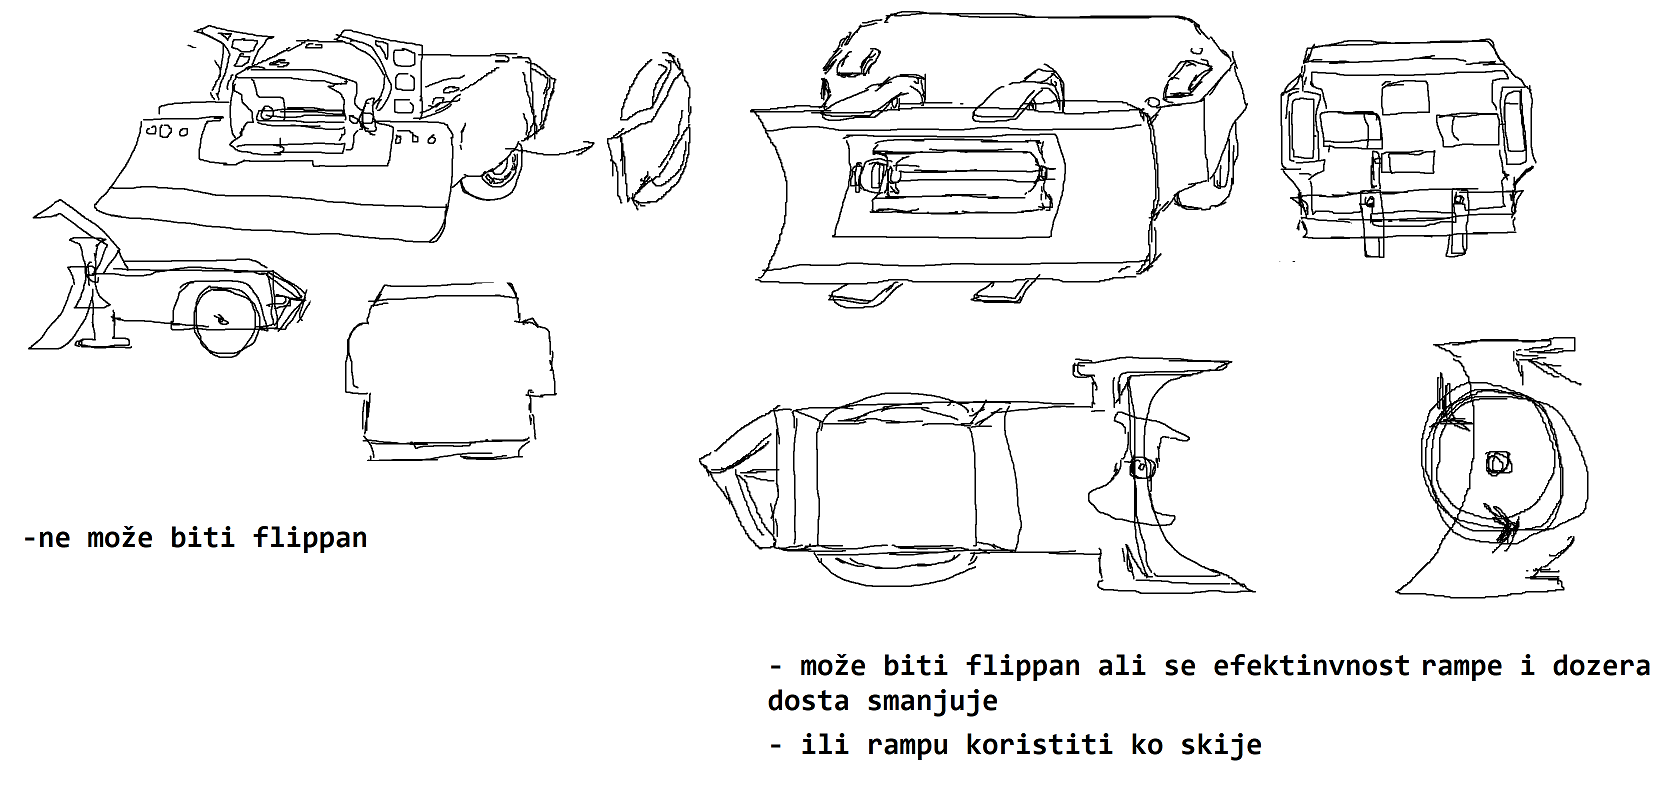 -ne može biti flippan
- može biti flippan ali se efektinvnost rampe i dozera
dosta smanjuje
- ili rampu koristiti ko skije